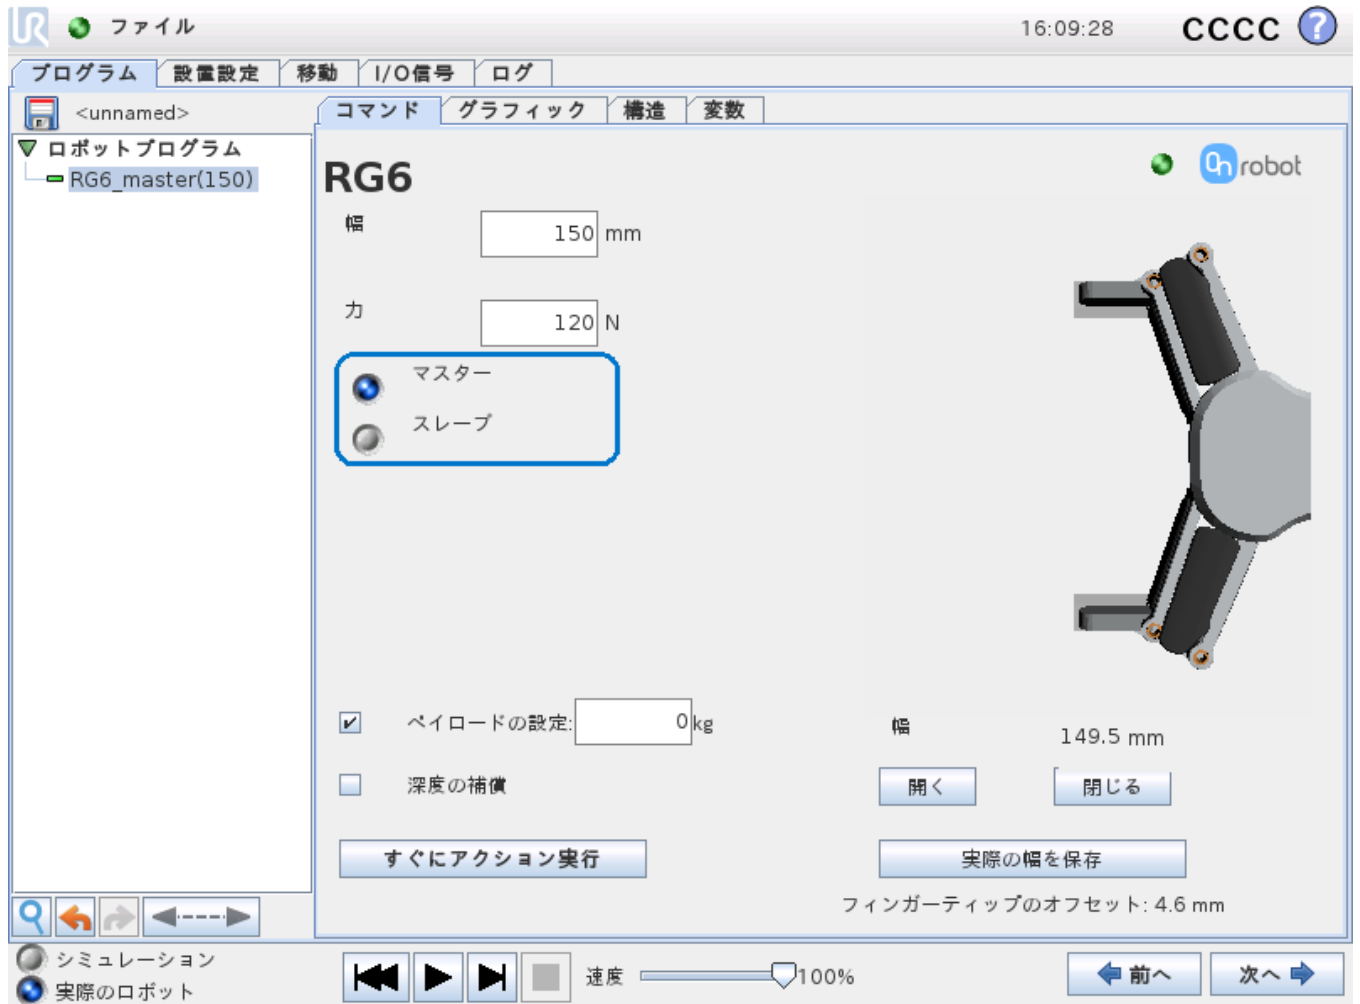 UR ファイル 16:09:28 CCCC ?
プログラム 設置設定 移動 I/O信号 ログ
<unnamed> コマンド グラフィック 構造 変数
ロボットプログラム
RG6_master(150)
RG6 On robot
幅 150 mm
力 120 N
マスター
スレーブ
ペイロードの設定: 0 kg 幅 149.5 mm
深度の補償 開く 閉じる
すぐにアクション実行 実際の幅を保存
フィンガーティップのオフセット: 4.6 mm
シミュレーション
実際のロボット 速度 100% 前へ 次へ